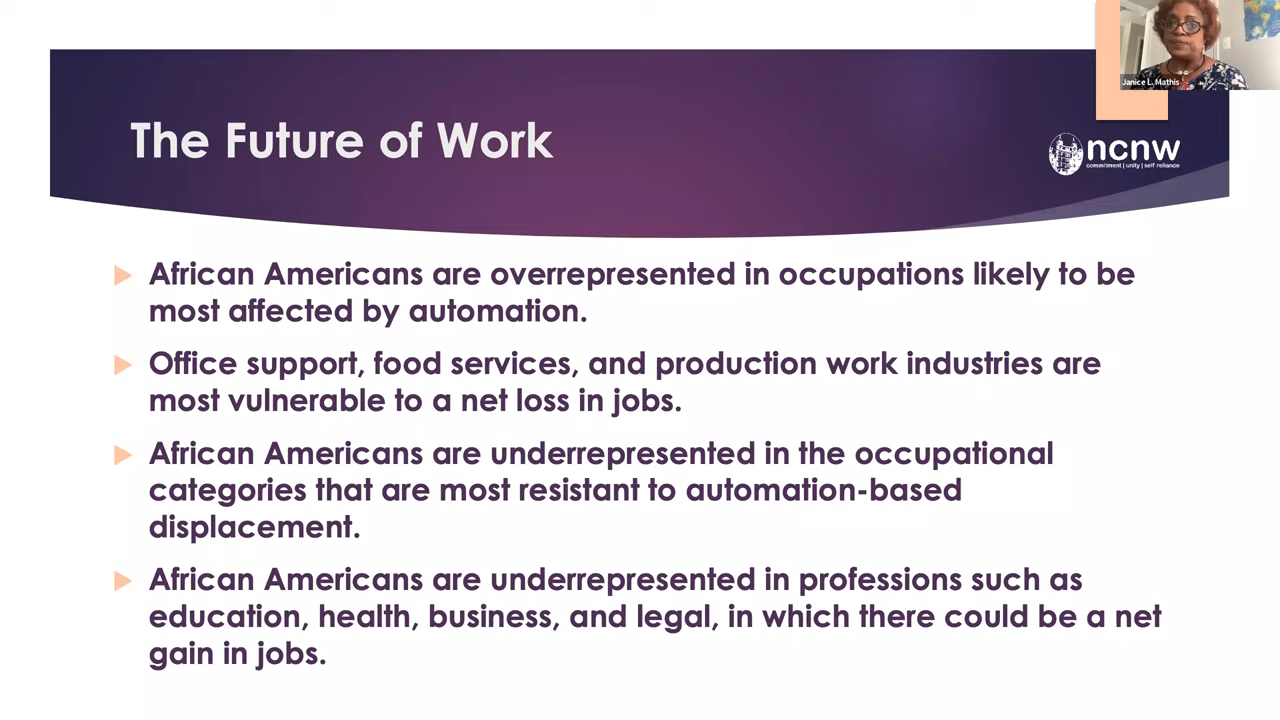 Janice L. Mathis
The Future of Work
ncnw
commitment | unity | self reliance
African Americans are overrepresented in occupations likely to be
most affected by automation.
Office support, food services, and production work industries are
most vulnerable to a net loss in jobs.
African Americans are underrepresented in the occupational
categories that are most resistant to automation-based
displacement.
African Americans are underrepresented in professions such as
education, health, business, and legal, in which there could be a net
gain in jobs.